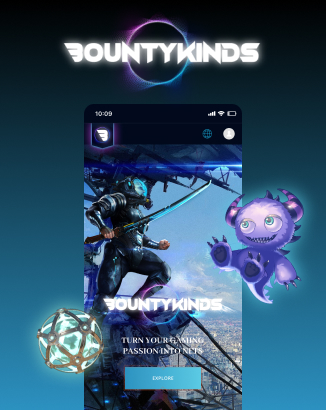 BOUNTYKINDS
10:09
B
BOUNTYKINDS
TURN YOUR GAMING
PASSION INTO NFTS
EXPLORE